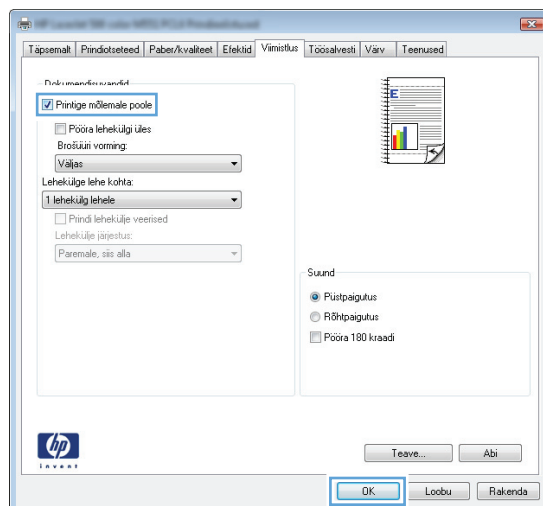 Täpsemalt Prindiotseteed Paber/kvaliteet Efektid Viimistlus Töösalvesti Värv Teenused
Dokumendisuvandid
Printige mõlemale poole
Pööra lehekülgi üles
Brošüüri vorming:
Väljas
Lehekülge lehe kohta:
1 lehekülg lehele
Prindi lehekülje veerised
Lehekülje järjestus:
Paremale, siis alla
E
Suund
Püstpaigutus
Rõhtpaigutus
Pööra 180 kraadi
hp
invent
Teave... Abi
OK Loobu Rakenda